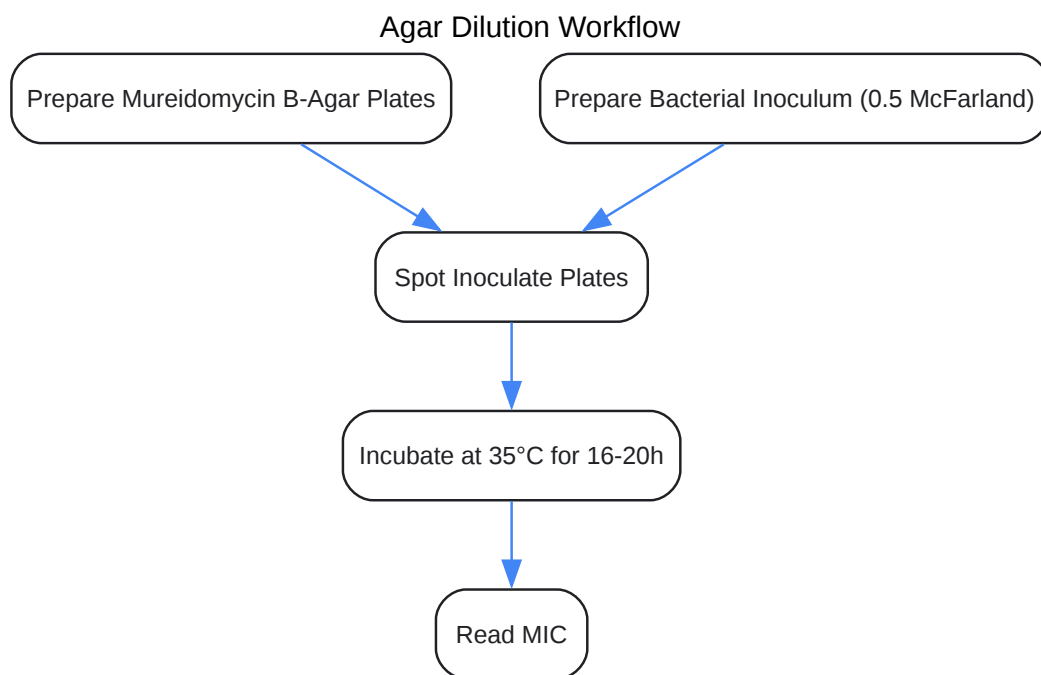 Agar Dilution Workflow
Prepare Mureidomycin B-Agar Plates
Prepare Bacterial Inoculum (0.5 McFarland)
Spot Inoculate Plates
Incubate at 35°C for 16-20h
Read MIC